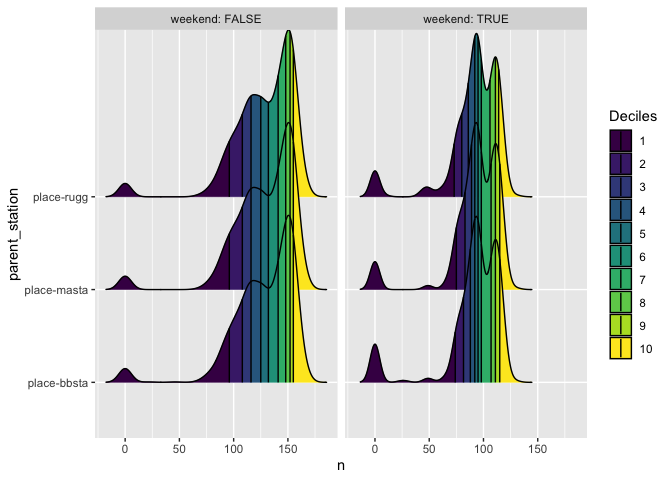 weekend: FALSE
weekend: TRUE
parent_station
place-rugg
place-masta
place-bbsta
0 50 100 150
0 50 100 150
n
Deciles
1
2
3
4
5
6
7
8
9
10